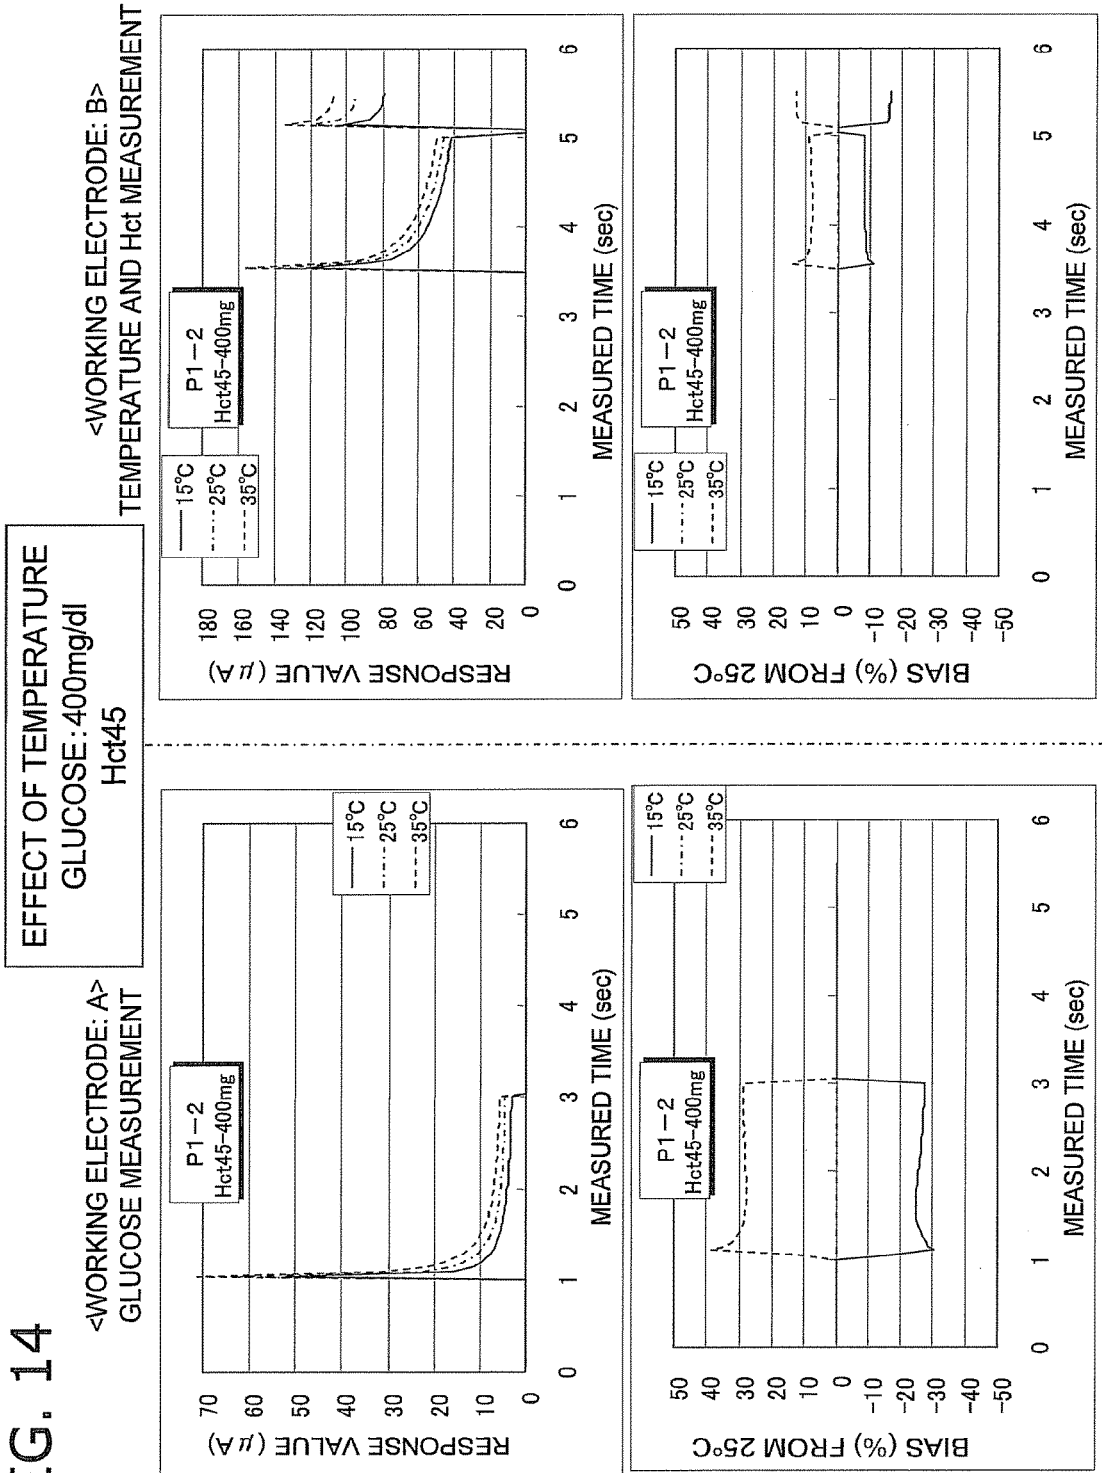 FIG. 14
EFFECT OF TEMPERATURE
GLUCOSE:400mg/dl
Hct45
<WORKING ELECTRODE: A>
GLUCOSE MEASUREMENT
RESPONSE VALUE (μA)
70
60
50
40
30
20
10
0
P1-2
Hct45-400mg
15°C
25°C
35°C
0 1 2 3 4 5 6
MEASURED TIME (sec)
BIAS (%) FROM 25°C
50
40
30
20
10
0
-10
-20
-30
-40
-50
P1-2
Hct45-400mg
15°C
25°C
35°C
0 1 2 3 4 5 6
MEASURED TIME (sec)
<WORKING ELECTRODE: B>
TEMPERATURE AND Hct MEASUREMENT
RESPONSE VALUE (μA)
180
160
140
120
100
80
60
40
20
0
15°C
25°C
35°C
P1-2
Hct45-400mg
0 1 2 3 4 5 6
MEASURED TIME (sec)
BIAS (%) FROM 25°C
50
40
30
20
10
0
-10
-20
-30
-40
-50
15°C
25°C
35°C
P1-2
Hct45-400mg
0 1 2 3 4 5 6
MEASURED TIME (sec)